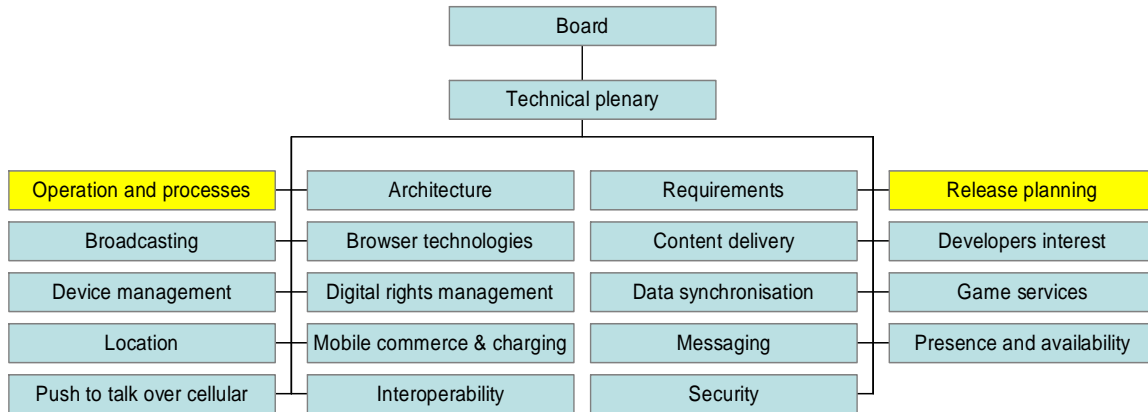 Board
Technical plenary
Operation and processes
Architecture
Requirements
Release planning
Broadcasting
Browser technologies
Content delivery
Developers interest
Device management
Digital rights management
Data synchronisation
Game services
Location
Mobile commerce & charging
Messaging
Presence and availability
Push to talk over cellular
Interoperability
Security